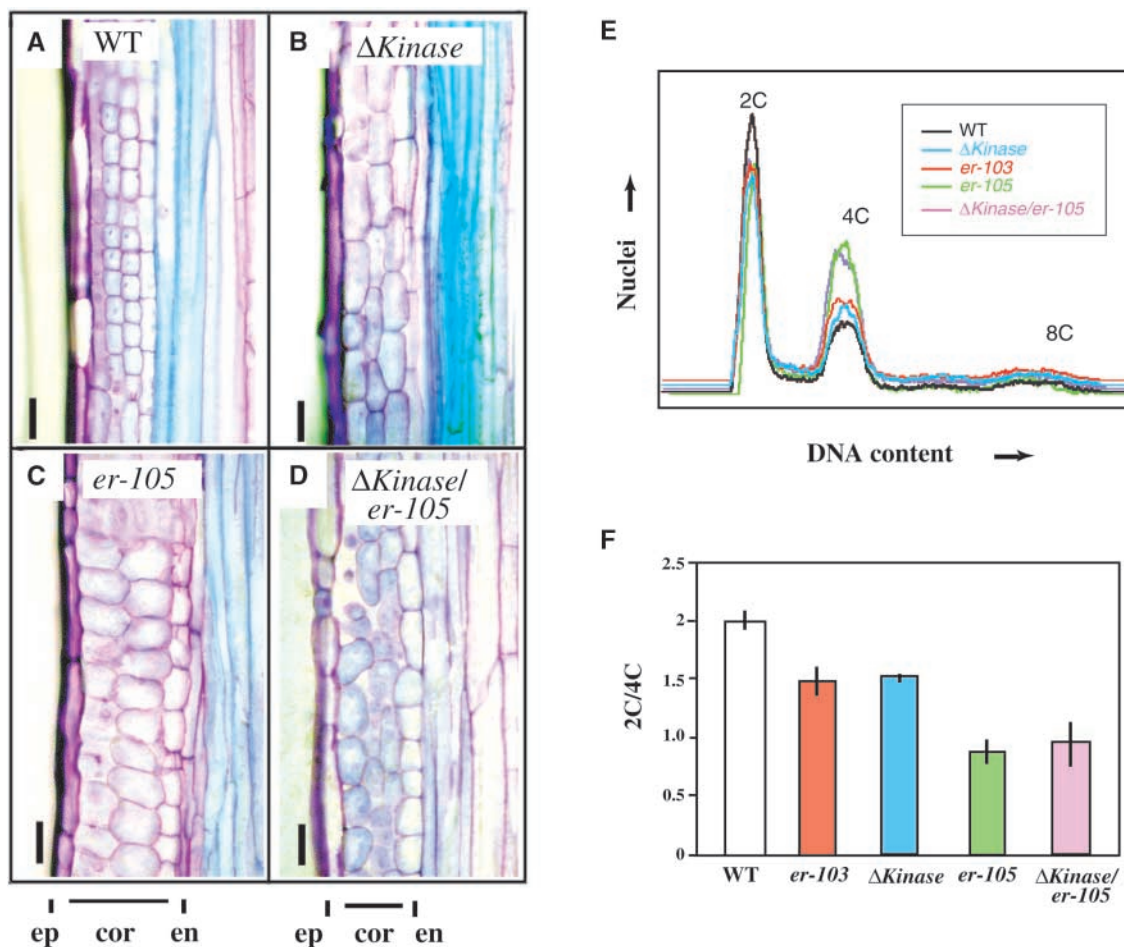 A
WT
B
ΔKinase
C
er-105
D
ΔKinase/
er-105
ep
cor
en
ep
cor
en
E
2C
4C
8C
WT
ΔKinase
er-103
er-105
ΔKinase/er-105
Nuclei
DNA content
F
2.5
2
1.5
1.0
0.5
0
2C/4C
WT
er-103
ΔKinase
er-105
ΔKinase/
er-105